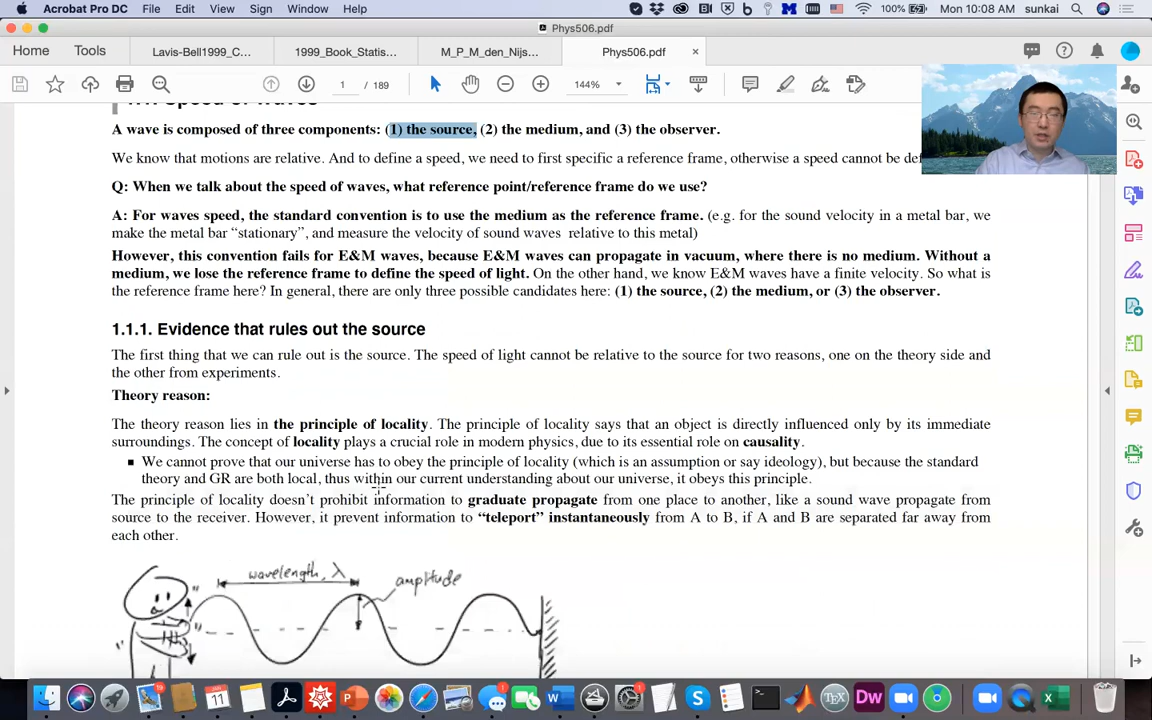 Acrobat Pro DC File Edit View Sign Window Help
100% Mon 10:08 AM sunkai
Phys506.pdf
Home Tools Lavis-Bell1999_C... 1999_Book_Statis... M_P_M_den_Nijs... Phys506.pdf ×
1 / 189 144%
Speed of waves
A wave is composed of three components: (1) the source, (2) the medium, and (3) the observer.
We know that motions are relative. And to define a speed, we need to first specific a reference frame, otherwise a speed cannot be
Q: When we talk about the speed of waves, what reference point/reference frame do we use?
A: For waves speed, the standard convention is to use the medium as the reference frame. (e.g. for the sound velocity in a metal bar, we
make the metal bar “stationary”, and measure the velocity of sound waves relative to this metal)
However, this convention fails for E&M waves, because E&M waves can propagate in vacuum, where there is no medium. Without a
medium, we lose the reference frame to define the speed of light. On the other hand, we know E&M waves have a finite velocity. So what is
the reference frame here? In general, there are only three possible candidates here: (1) the source, (2) the medium, or (3) the observer.
1.1.1. Evidence that rules out the source
The first thing that we can rule out is the source. The speed of light cannot be relative to the source for two reasons, one on the theory side and
the other from experiments.
Theory reason:
The theory reason lies in the principle of locality. The principle of locality says that an object is directly influenced only by its immediate
surroundings. The concept of locality plays a crucial role in modern physics, due to its essential role on causality.
▪ We cannot prove that our universe has to obey the principle of locality (which is an assumption or say ideology), but because the standard
theory and GR are both local, thus within our current understanding about our universe, it obeys this principle.
The principle of locality doesn’t prohibit information to graduate propagate from one place to another, like a sound wave propagate from
source to the receiver. However, it prevent information to “teleport” instantaneously from A to B, if A and B are separated far away from
each other.
wavelength, λ
amplitude
11
TEX Dw